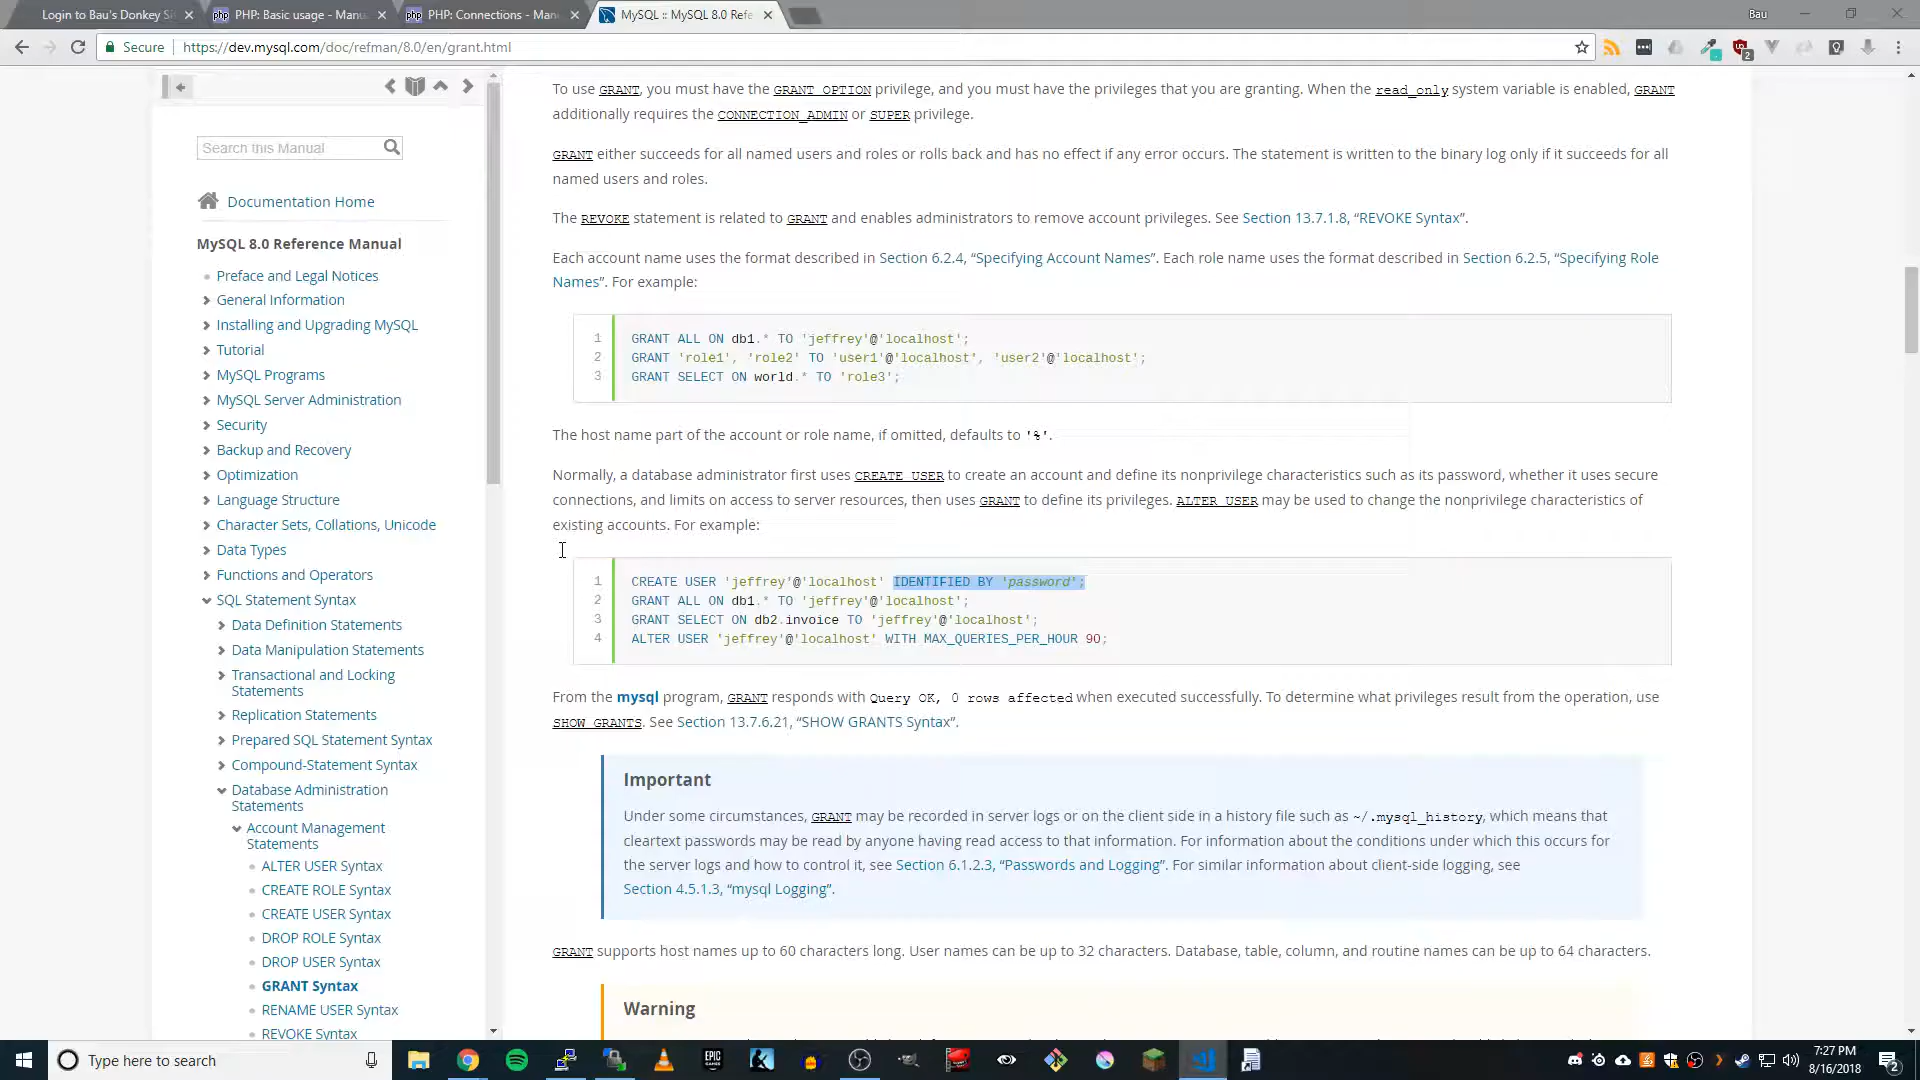 Login to Bau's Donkey Si
PHP: Basic usage - Manu
PHP: Connections - Man
MySQL :: MySQL 8.0 Refe
Bau
Secure
https://dev.mysql.com/doc/refman/8.0/en/grant.html
2
Search this Manual
Documentation Home
MySQL 8.0 Reference Manual
Preface and Legal Notices
General Information
Installing and Upgrading MySQL
Tutorial
MySQL Programs
MySQL Server Administration
Security
Backup and Recovery
Optimization
Language Structure
Character Sets, Collations, Unicode
Data Types
Functions and Operators
SQL Statement Syntax
Data Definition Statements
Data Manipulation Statements
Transactional and Locking
Statements
Replication Statements
Prepared SQL Statement Syntax
Compound-Statement Syntax
Database Administration
Statements
Account Management
Statements
ALTER USER Syntax
CREATE ROLE Syntax
CREATE USER Syntax
DROP ROLE Syntax
DROP USER Syntax
GRANT Syntax
RENAME USER Syntax
REVOKE Syntax
To use GRANT, you must have the GRANT OPTION privilege, and you must have the privileges that you are granting. When the read_only system variable is enabled, GRANT
additionally requires the CONNECTION_ADMIN or SUPER privilege.
GRANT either succeeds for all named users and roles or rolls back and has no effect if any error occurs. The statement is written to the binary log only if it succeeds for all
named users and roles.
The REVOKE statement is related to GRANT and enables administrators to remove account privileges. See Section 13.7.1.8, “REVOKE Syntax”.
Each account name uses the format described in Section 6.2.4, “Specifying Account Names”. Each role name uses the format described in Section 6.2.5, “Specifying Role
Names”. For example:
1 GRANT ALL ON db1.* TO 'jeffrey'@'localhost';
2 GRANT 'role1', 'role2' TO 'user1'@'localhost', 'user2'@'localhost';
3 GRANT SELECT ON world.* TO 'role3';
The host name part of the account or role name, if omitted, defaults to '%'.
Normally, a database administrator first uses CREATE USER to create an account and define its nonprivilege characteristics such as its password, whether it uses secure
connections, and limits on access to server resources, then uses GRANT to define its privileges. ALTER USER may be used to change the nonprivilege characteristics of
existing accounts. For example:
1 CREATE USER 'jeffrey'@'localhost' IDENTIFIED BY 'password';
2 GRANT ALL ON db1.* TO 'jeffrey'@'localhost';
3 GRANT SELECT ON db2.invoice TO 'jeffrey'@'localhost';
4 ALTER USER 'jeffrey'@'localhost' WITH MAX_QUERIES_PER_HOUR 90;
From the mysql program, GRANT responds with Query OK, 0 rows affected when executed successfully. To determine what privileges result from the operation, use
SHOW GRANTS. See Section 13.7.6.21, “SHOW GRANTS Syntax”.
Important
Under some circumstances, GRANT may be recorded in server logs or on the client side in a history file such as ~/.mysql_history, which means that
cleartext passwords may be read by anyone having read access to that information. For information about the conditions under which this occurs for
the server logs and how to control it, see Section 6.1.2.3, “Passwords and Logging”. For similar information about client-side logging, see
Section 4.5.1.3, “mysql Logging”.
GRANT supports host names up to 60 characters long. User names can be up to 32 characters. Database, table, column, and routine names can be up to 64 characters.
Warning
Type here to search
EPIC
7:27 PM
8/16/2018
2